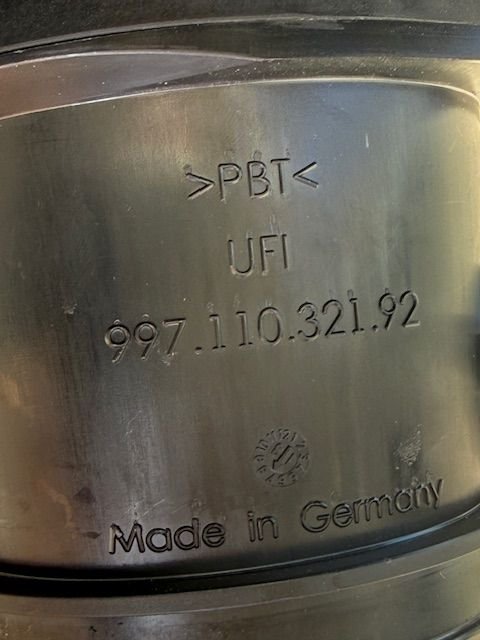 >PBT<
UFI
997.110.321.92
Made in Germany